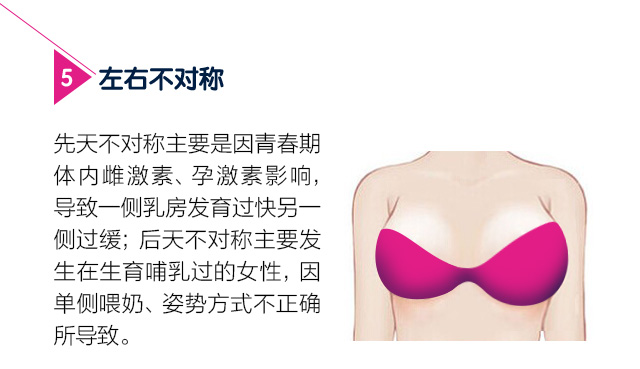 5 左右不对称
先天不对称主要是因青春期
体内雌激素、孕激素影响,
导致一侧乳房发育过快另一
侧过缓；后天不对称主要发
生在生育哺乳过的女性,因
单侧喂奶、姿势方式不正确
所导致。